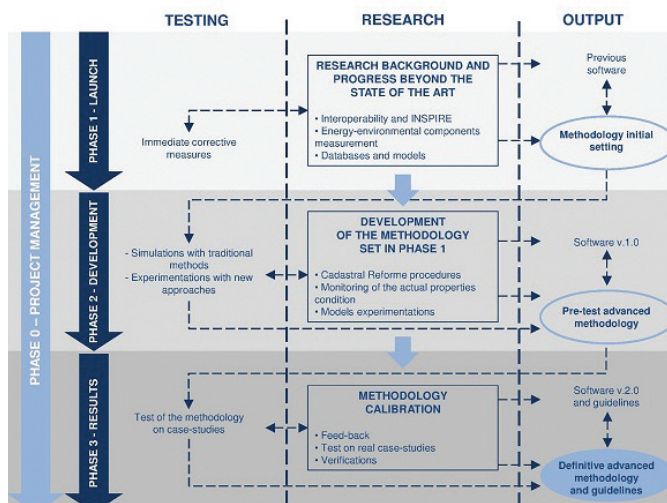 TESTING
RESEARCH
OUTPUT
PHASE 0 – PROJECT MANAGEMENT
PHASE 1 - LAUNCH
Immediate corrective
measures
RESEARCH BACKGROUND AND
PROGRESS BEYOND THE
STATE OF THE ART
• Interoperability and INSPIRE
• Energy-environmental components
measurement
• Databases and models
Previous
software
Methodology initial
setting
PHASE 2 - DEVELOPMENT
- Simulations with traditional
methods
- Experimentations with new
approaches
DEVELOPMENT
OF THE METHODOLOGY
SET IN PHASE 1
• Cadastral Reforme procedures
• Monitoring of the actual properties
condition
• Models experimentations
Software v.1.0
Pre-test advanced
methodology
PHASE 3 - RESULTS
Test of the methodology
on case-studies
METHODOLOGY
CALIBRATION
• Feed-back
• Test on real case-studies
• Verifications
Software v.2.0
and guidelines
Definitive advanced
methodology
and guidelines